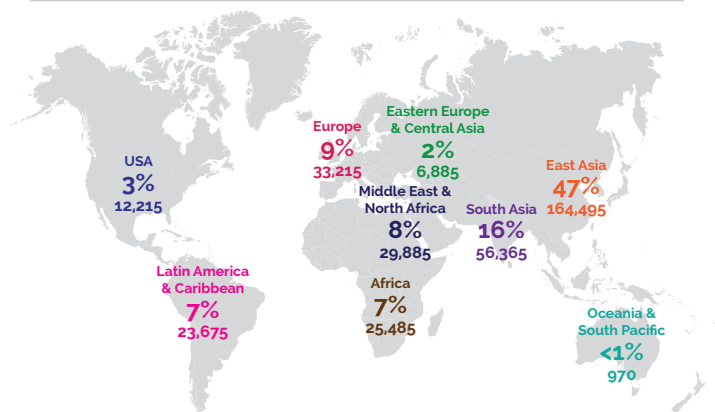 USA
3%
12,215
Latin America
& Caribbean
7%
23,675
Europe
9%
33,215
Eastern Europe
& Central Asia
2%
6,885
Middle East &
North Africa
8%
29,885
Africa
7%
25,485
South Asia
16%
56,365
East Asia
47%
164,495
Oceania &
South Pacific
<1%
970